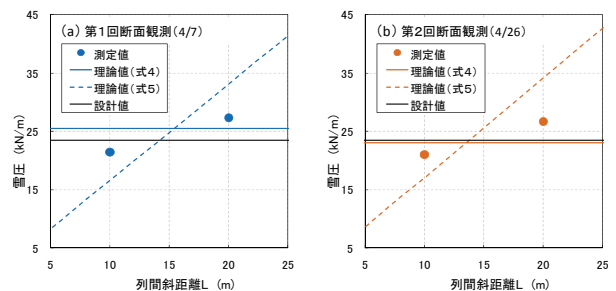 (a) 第1回断面観測(4/7)
測定値
理論値(式4)
理論値(式5)
設計値
45
35
25
15
5
雪圧 (kN/m)
5 10 15 20 25
列間斜距離L (m)
(b) 第2回断面観測(4/26)
測定値
理論値(式4)
理論値(式5)
設計値
45
35
25
15
5
雪圧 (kN/m)
5 10 15 20 25
列間斜距離L (m)